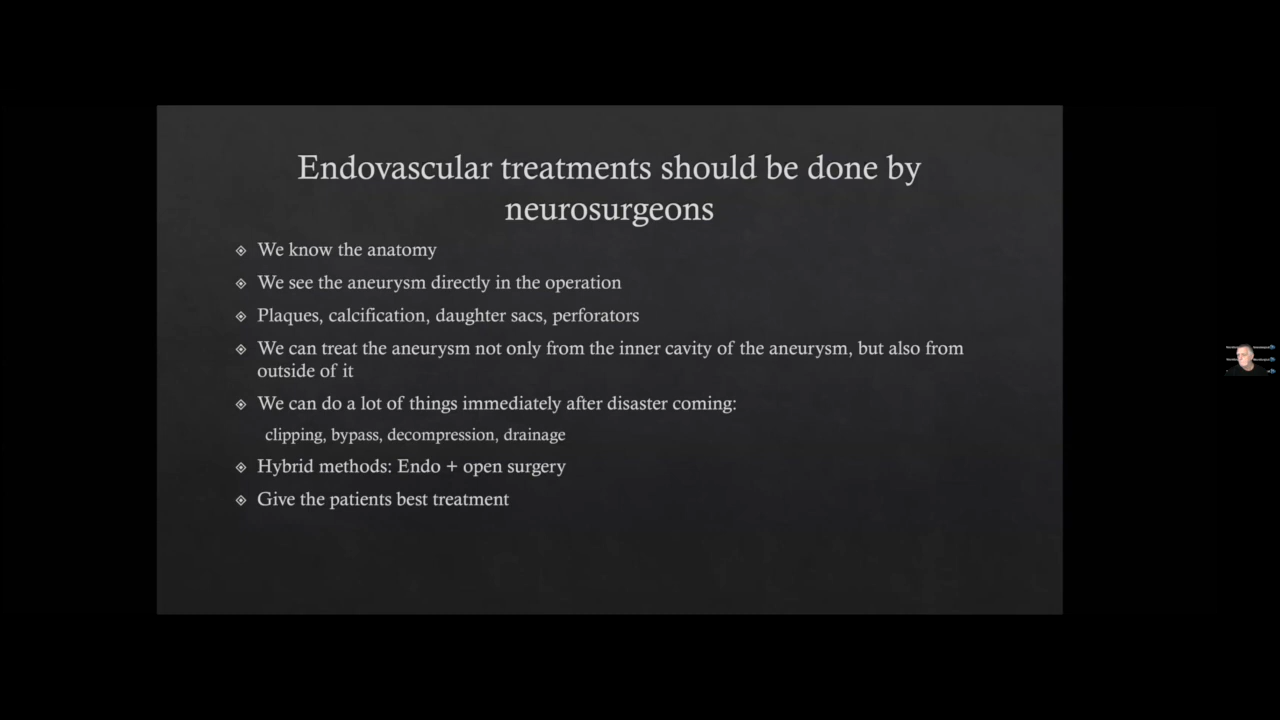 Endovascular treatments should be done by
neurosurgeons
We know the anatomy
We see the aneurysm directly in the operation
Plaques, calcification, daughter sacs, perforators
We can treat the aneurysm not only from the inner cavity of the aneurysm, but also from
outside of it
We can do a lot of things immediately after disaster coming:
clipping, bypass, decompression, drainage
Hybrid methods: Endo + open surgery
Give the patients best treatment